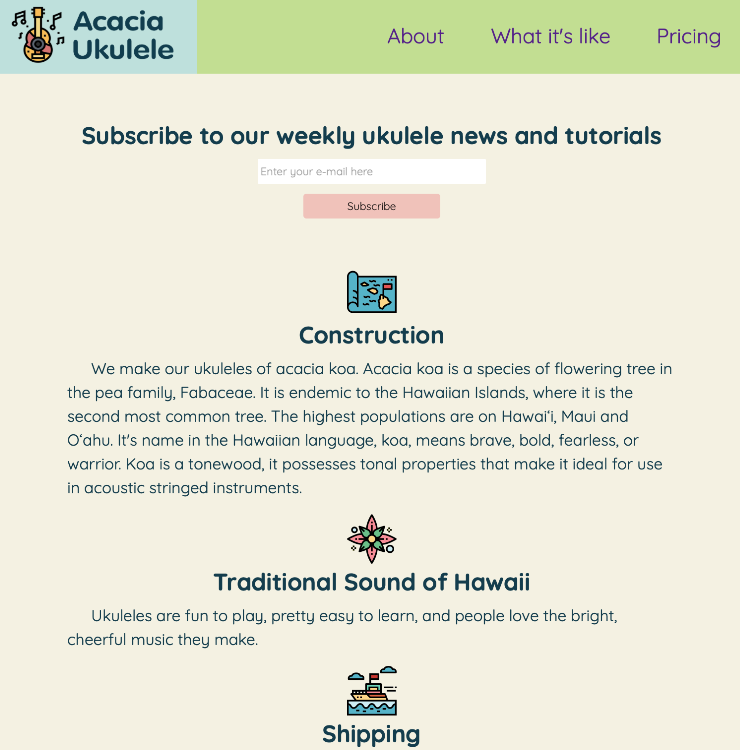 Acacia
Ukulele
About What it's like Pricing
Subscribe to our weekly ukulele news and tutorials
Enter your e-mail here
Subscribe
Construction
We make our ukuleles of acacia koa. Acacia koa is a species of flowering tree in
the pea family, Fabaceae. It is endemic to the Hawaiian Islands, where it is the
second most common tree. The highest populations are on Hawaiʻi, Maui and
Oʻahu. It's name in the Hawaiian language, koa, means brave, bold, fearless, or
warrior. Koa is a tonewood, it possesses tonal properties that make it ideal for use
in acoustic stringed instruments.
Traditional Sound of Hawaii
Ukuleles are fun to play, pretty easy to learn, and people love the bright,
cheerful music they make.
Shipping